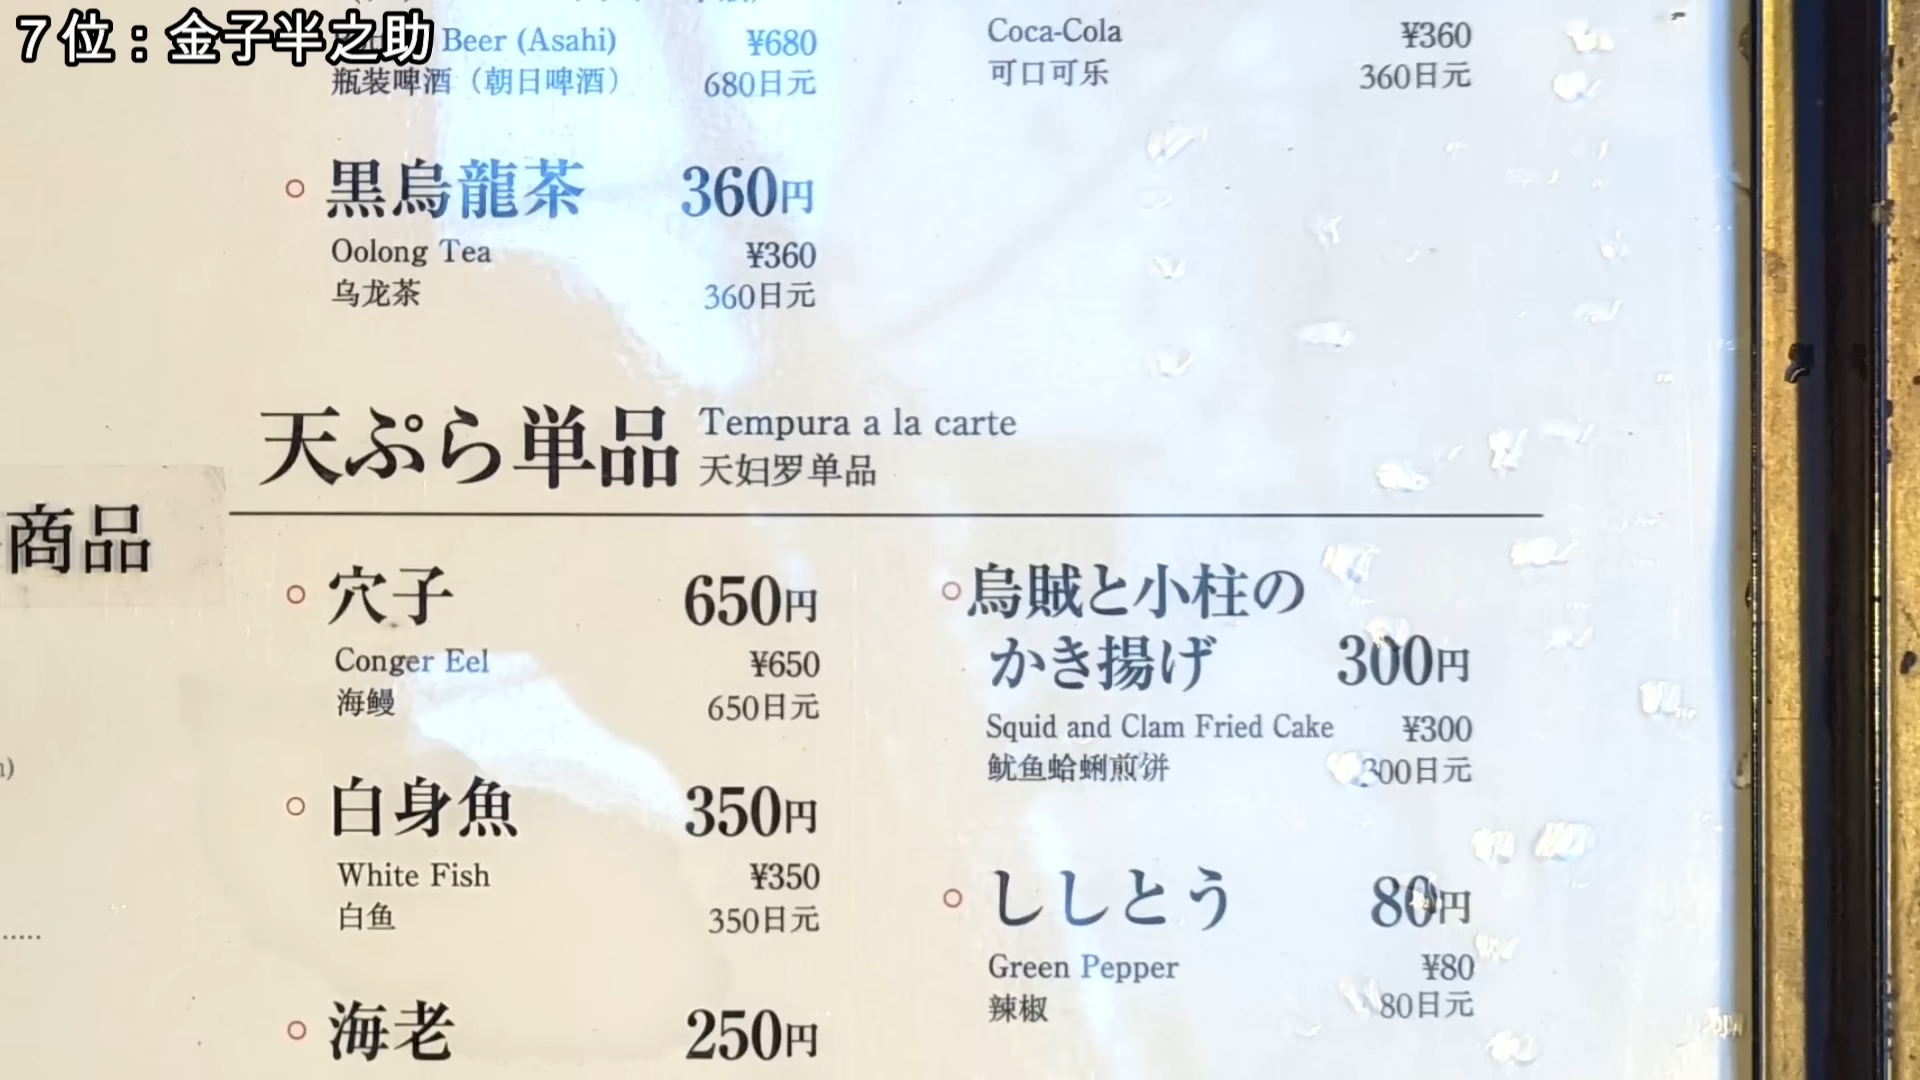 7位：金子半之助
Beer (Asahi) ¥680
瓶装啤酒（朝日啤酒） 680日元
Coca-Cola ¥360
可口可乐 360日元
黒烏龍茶 360円
Oolong Tea ¥360
乌龙茶 360日元
天ぷら単品 Tempura a la carte
天妇罗单品
商品
穴子 650円
Conger Eel ¥650
海鳗 650日元
白身魚 350円
White Fish ¥350
白鱼 350日元
海老 250円
烏賊と小柱の
かき揚げ 300円
Squid and Clam Fried Cake ¥300
鱿鱼蛤蜊煎饼 300日元
ししとう 80円
Green Pepper ¥80
辣椒 80日元